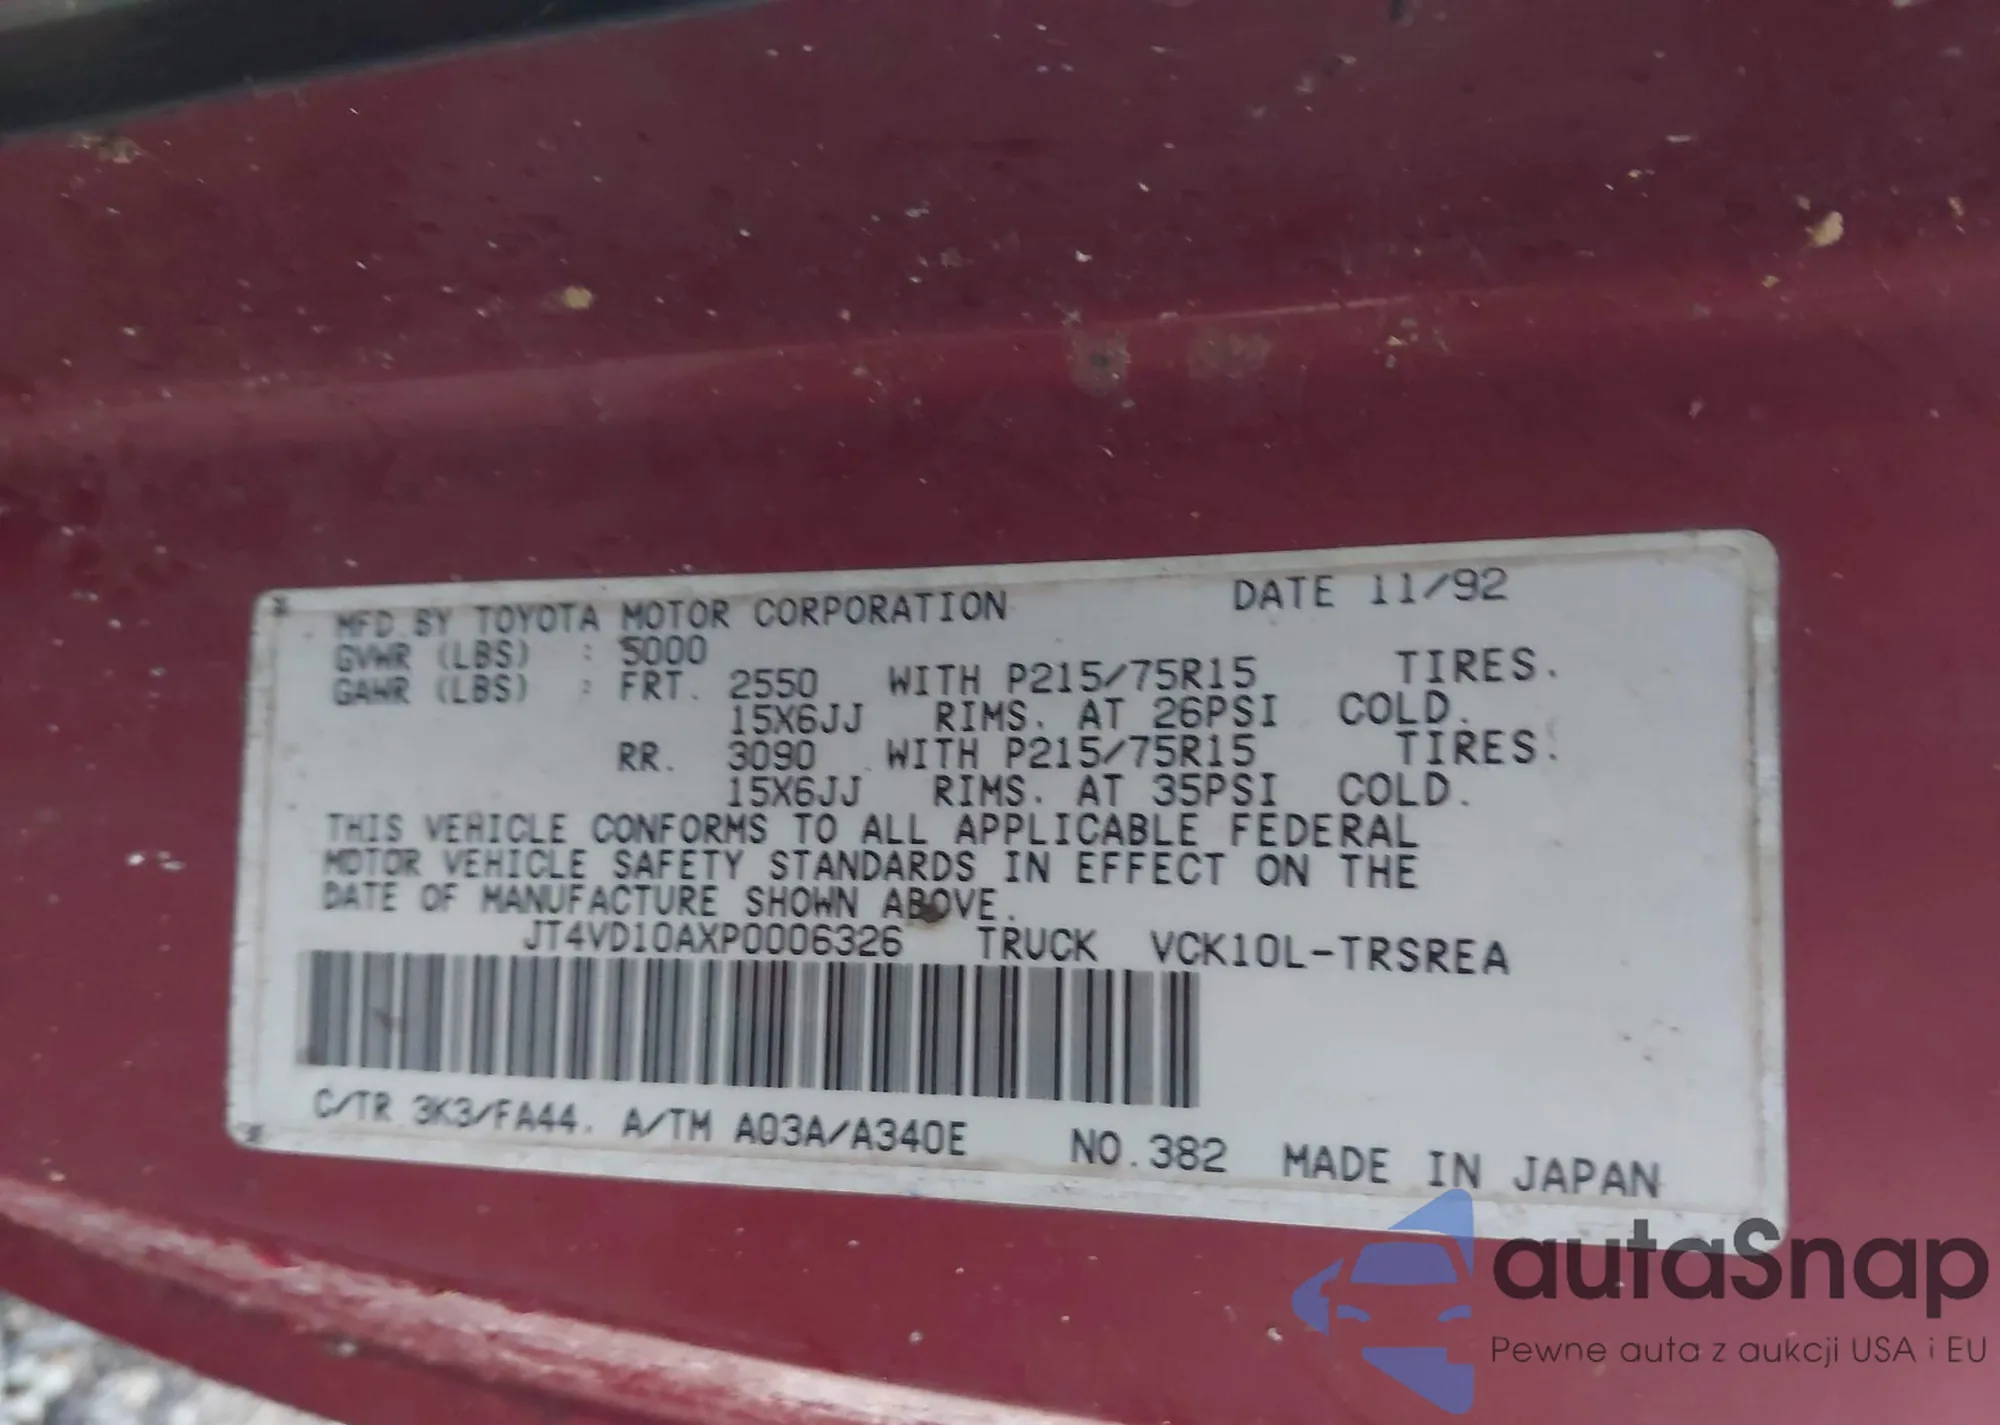 MFD BY TOYOTA MOTOR CORPORATION DATE 11/92
GVWR (LBS) : 5000
GAWR (LBS) : FRT. 2550 WITH P215/75R15 TIRES.
15X6JJ RIMS. AT 26PSI COLD.
RR. 3090 WITH P215/75R15 TIRES.
15X6JJ RIMS. AT 35PSI COLD.
THIS VEHICLE CONFORMS TO ALL APPLICABLE FEDERAL
MOTOR VEHICLE SAFETY STANDARDS IN EFFECT ON THE
DATE OF MANUFACTURE SHOWN ABOVE.
JT4VD10AXP0006326 TRUCK VCK10L-TRSREA
C/TR 3K3/FA44. A/TM A03A/A340E NO.382 MADE IN JAPAN
autaSnap
Pewne auta z aukcji USA i EU